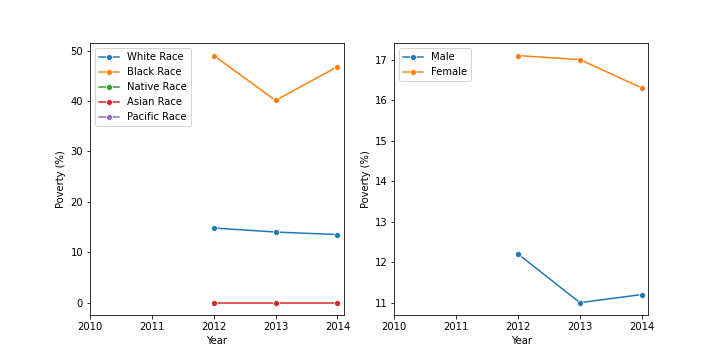 50
40
30
20
10
0
Poverty (%)
White Race
Black Race
Native Race
Asian Race
Pacific Race
2010 2011 2012 2013 2014
Year
17
16
15
14
13
12
11
Poverty (%)
Male
Female
2010 2011 2012 2013 2014
Year